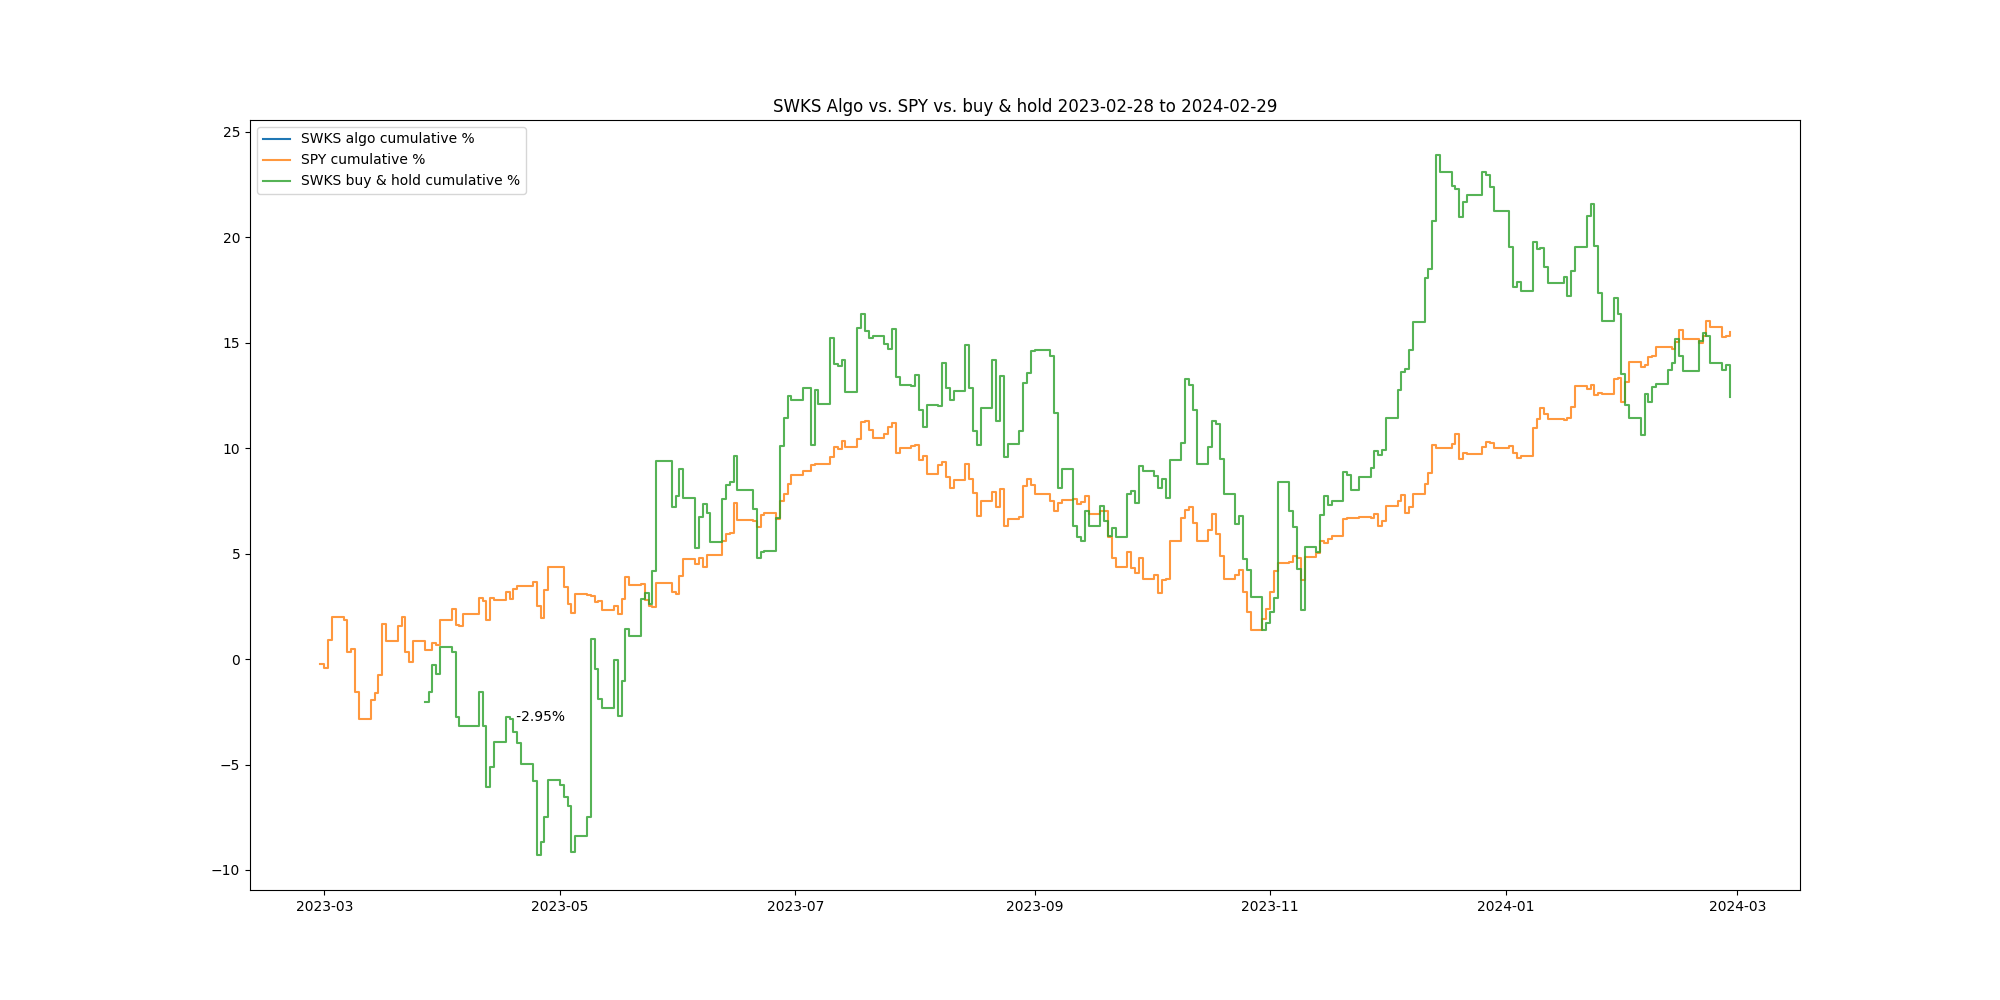 SWKS Algo vs. SPY vs. buy & hold 2023-02-28 to 2024-02-29
SWKS algo cumulative %
SPY cumulative %
SWKS buy & hold cumulative %
25
20
15
10
5
0
−5
−10
-2.95%
2023-03 2023-05 2023-07 2023-09 2023-11 2024-01 2024-03